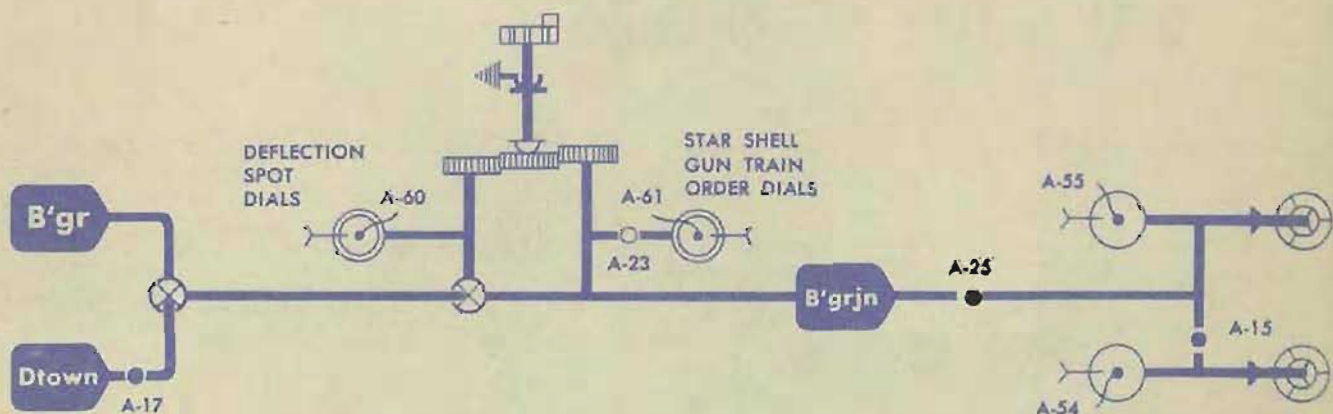 DEFLECTION
SPOT
DIALS
STAR SHELL
GUN TRAIN
ORDER DIALS
A-60
A-61
A-55
B'gr
A-23
A-25
B'grjn
A-15
Dtown
A-17
A-54